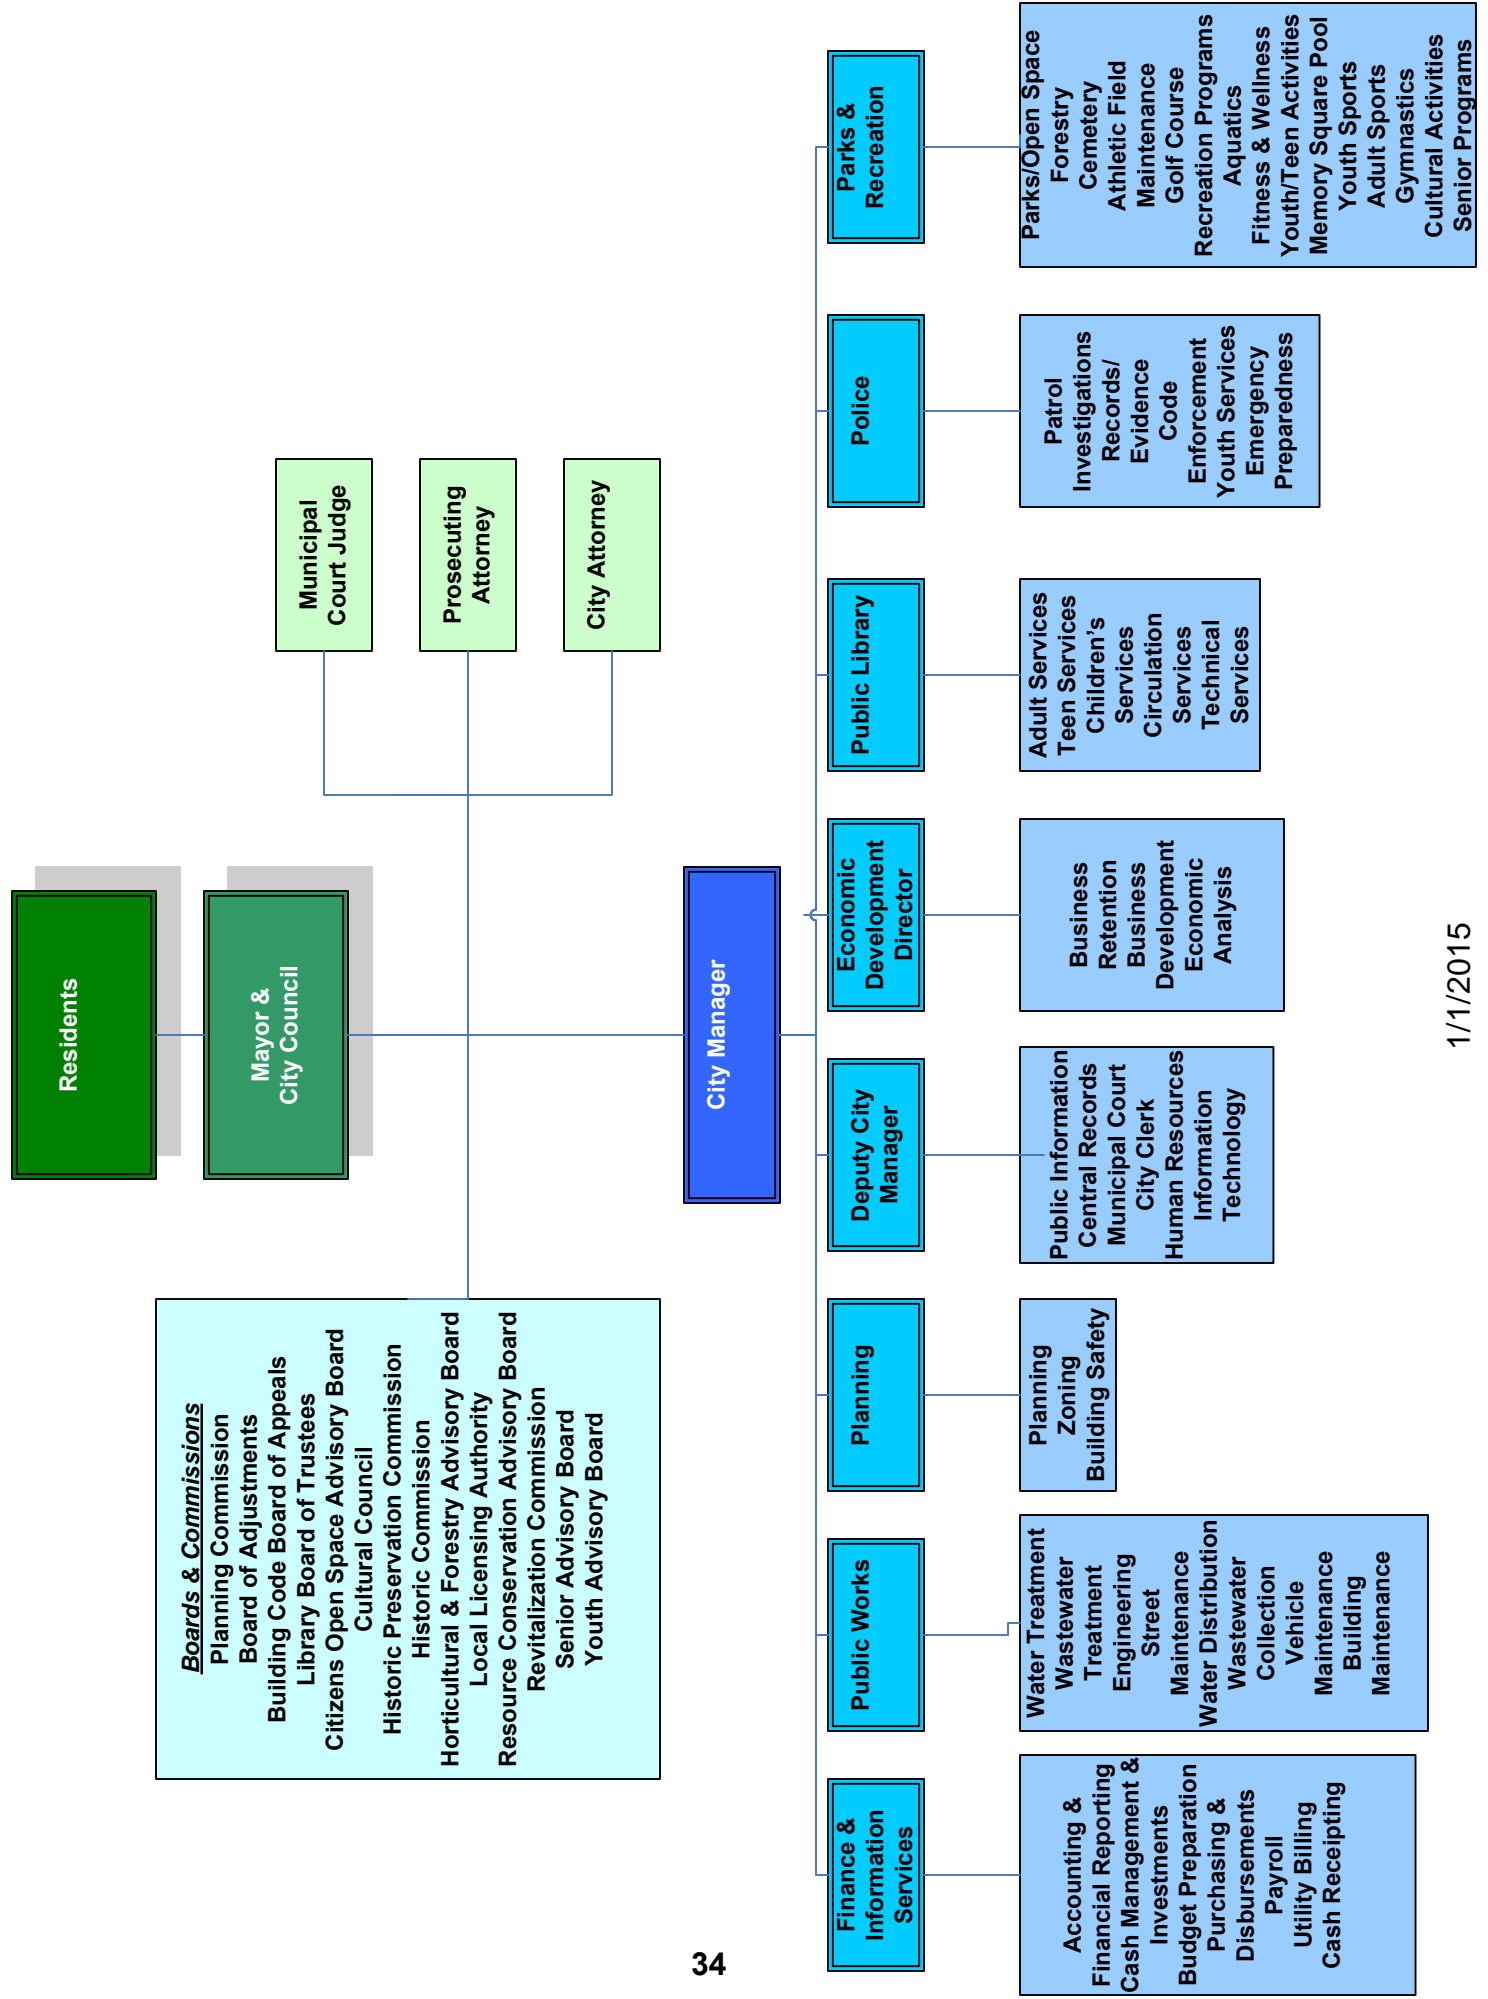 Residents
Mayor &
City Council
Municipal
Court Judge
Prosecuting
Attorney
City Attorney
Boards & Commissions
Planning Commission
Board of Adjustments
Building Code Board of Appeals
Library Board of Trustees
Citizens Open Space Advisory Board
Cultural Council
Historic Preservation Commission
Historic Commission
Horticultural & Forestry Advisory Board
Local Licensing Authority
Resource Conservation Advisory Board
Revitalization Commission
Senior Advisory Board
Youth Advisory Board
City Manager
Finance &
Information
Services
Public Works
Planning
Deputy City
Manager
Economic
Development
Director
Public Library
Police
Parks &
Recreation
Accounting &
Financial Reporting
Cash Management &
Investments
Budget Preparation
Purchasing &
Disbursements
Payroll
Utility Billing
Cash Receipting
Water Treatment
Wastewater
Treatment
Engineering
Street
Maintenance
Water Distribution
Wastewater
Collection
Vehicle
Maintenance
Building
Maintenance
Planning
Zoning
Building Safety
Public Information
Central Records
Municipal Court
City Clerk
Human Resources
Information
Technology
Business
Retention
Business
Development
Economic
Analysis
Adult Services
Teen Services
Children's
Services
Circulation
Services
Technical
Services
Patrol
Investigations
Records/
Evidence
Code
Enforcement
Youth Services
Emergency
Preparedness
Parks/Open Space
Forestry
Cemetery
Athletic Field
Maintenance
Golf Course
Recreation Programs
Aquatics
Fitness & Wellness
Youth/Teen Activities
Memory Square Pool
Youth Sports
Adult Sports
Gymnastics
Cultural Activities
Senior Programs
1/1/2015
34